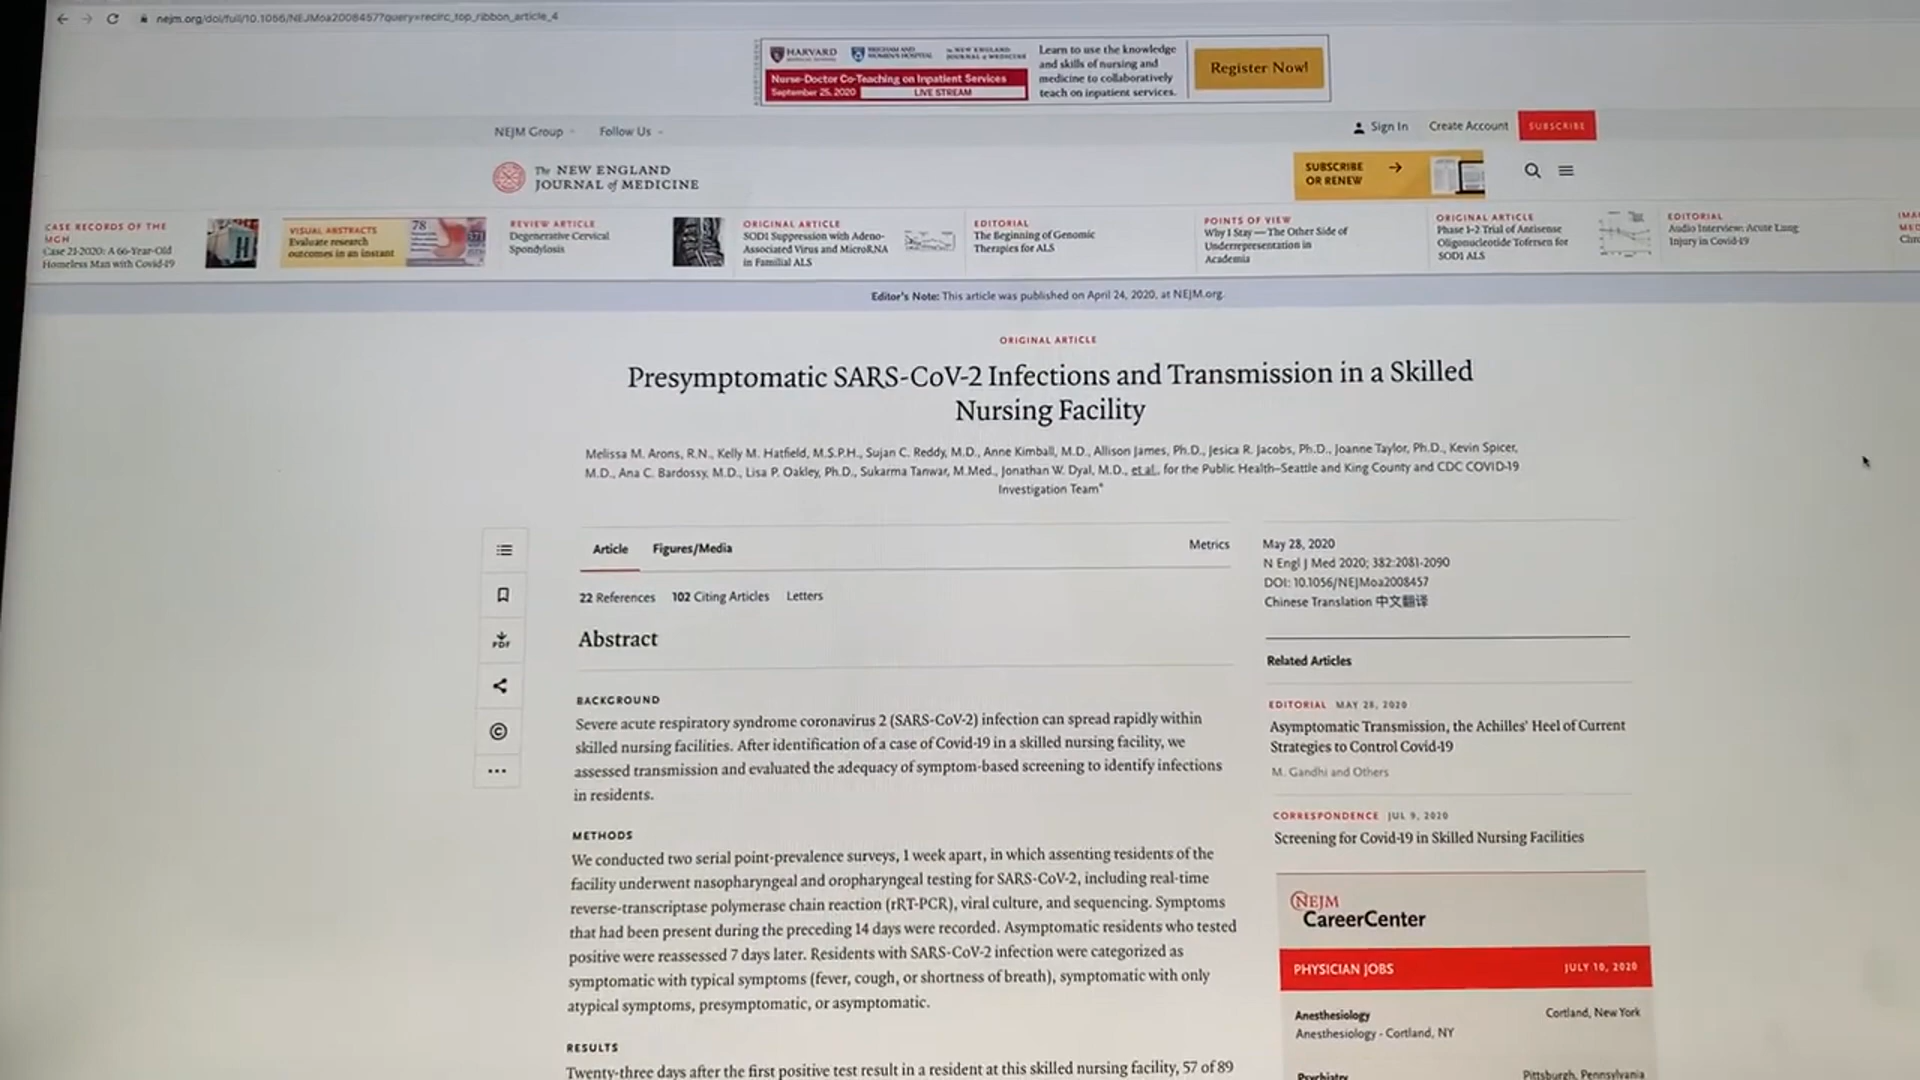 nejm.org/doi/full/10.1056/NEJMoa2008457?query=recirc_top_ribbon_article_4
ADVERTISEMENT
HARVARD
BRIGHAM AND
WOMEN'S HOSPITAL
The NEW ENGLAND
JOURNAL of MEDICINE
Nurse-Doctor Co-Teaching on Inpatient Services
September 25, 2020 LIVE STREAM
Learn to use the knowledge
and skills of nursing and
medicine to collaboratively
teach on inpatient services.
Register Now!
NEJM Group
Follow Us
Sign In
Create Account
SUBSCRIBE
The NEW ENGLAND
JOURNAL of MEDICINE
SUBSCRIBE
OR RENEW
CASE RECORDS OF THE
MGH
Case 21-2020: A 66-Year-Old
Homeless Man with Covid-19
VISUAL ABSTRACTS
Evaluate research
outcomes in an instant
78
REVIEW ARTICLE
Degenerative Cervical
Spondylosis
ORIGINAL ARTICLE
SOD1 Suppression with Adeno-
Associated Virus and MicroRNA
in Familial ALS
EDITORIAL
The Beginning of Genomic
Therapies for ALS
POINTS OF VIEW
Why I Stay — The Other Side of
Underrepresentation in
Academia
ORIGINAL ARTICLE
Phase 1–2 Trial of Antisense
Oligonucleotide Tofersen for
SOD1 ALS
EDITORIAL
Audio Interview: Acute Lung
Injury in Covid-19
Editor's Note: This article was published on April 24, 2020, at NEJM.org.
ORIGINAL ARTICLE
Presymptomatic SARS-CoV-2 Infections and Transmission in a Skilled
Nursing Facility
Melissa M. Arons, R.N., Kelly M. Hatfield, M.S.P.H., Sujan C. Reddy, M.D., Anne Kimball, M.D., Allison James, Ph.D., Jesica R. Jacobs, Ph.D., Joanne Taylor, Ph.D., Kevin Spicer,
M.D., Ana C. Bardossy, M.D., Lisa P. Oakley, Ph.D., Sukarma Tanwar, M.Med., Jonathan W. Dyal, M.D., et al., for the Public Health–Seattle and King County and CDC COVID-19
Investigation Team*
Article
Figures/Media
Metrics
22 References 102 Citing Articles Letters
PDF
Abstract
BACKGROUND
Severe acute respiratory syndrome coronavirus 2 (SARS-CoV-2) infection can spread rapidly within
skilled nursing facilities. After identification of a case of Covid-19 in a skilled nursing facility, we
assessed transmission and evaluated the adequacy of symptom-based screening to identify infections
in residents.
METHODS
We conducted two serial point-prevalence surveys, 1 week apart, in which assenting residents of the
facility underwent nasopharyngeal and oropharyngeal testing for SARS-CoV-2, including real-time
reverse-transcriptase polymerase chain reaction (rRT-PCR), viral culture, and sequencing. Symptoms
that had been present during the preceding 14 days were recorded. Asymptomatic residents who tested
positive were reassessed 7 days later. Residents with SARS-CoV-2 infection were categorized as
symptomatic with typical symptoms (fever, cough, or shortness of breath), symptomatic with only
atypical symptoms, presymptomatic, or asymptomatic.
RESULTS
Twenty-three days after the first positive test result in a resident at this skilled nursing facility, 57 of 89
May 28, 2020
N Engl J Med 2020; 382:2081-2090
DOI: 10.1056/NEJMoa2008457
Chinese Translation 中文翻译
Related Articles
EDITORIAL MAY 28, 2020
Asymptomatic Transmission, the Achilles' Heel of Current
Strategies to Control Covid-19
M. Gandhi and Others
CORRESPONDENCE JUL 9, 2020
Screening for Covid-19 in Skilled Nursing Facilities
NEJM
CareerCenter
PHYSICIAN JOBS
JULY 10, 2020
Anesthesiology
Cortland, New York
Anesthesiology - Cortland, NY
Psychiatry
Pittsburgh, Pennsylvania